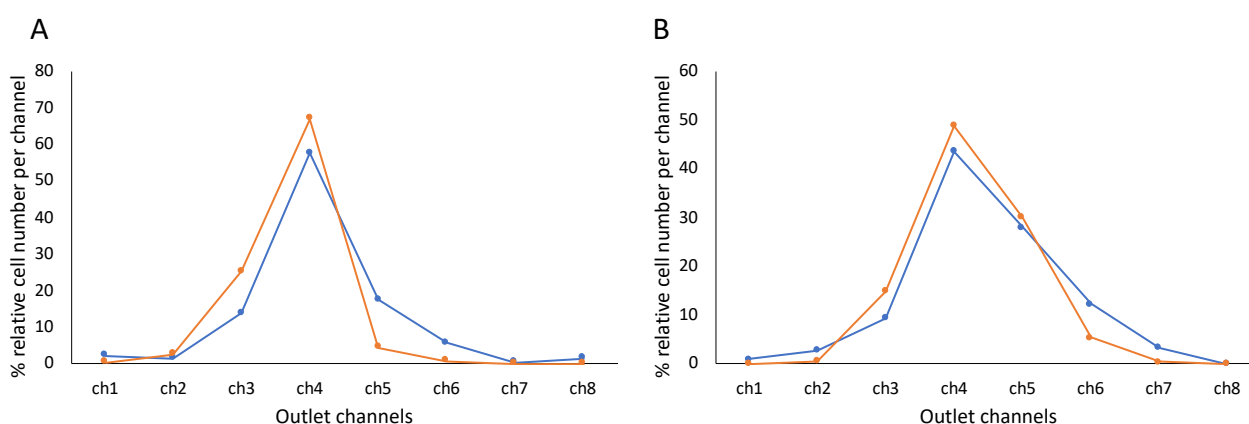 A
% relative cell number per channel
80
70
60
50
40
30
20
10
0
ch1 ch2 ch3 ch4 ch5 ch6 ch7 ch8
Outlet channels
B
% relative cell number per channel
60
50
40
30
20
10
0
ch1 ch2 ch3 ch4 ch5 ch6 ch7 ch8
Outlet channels